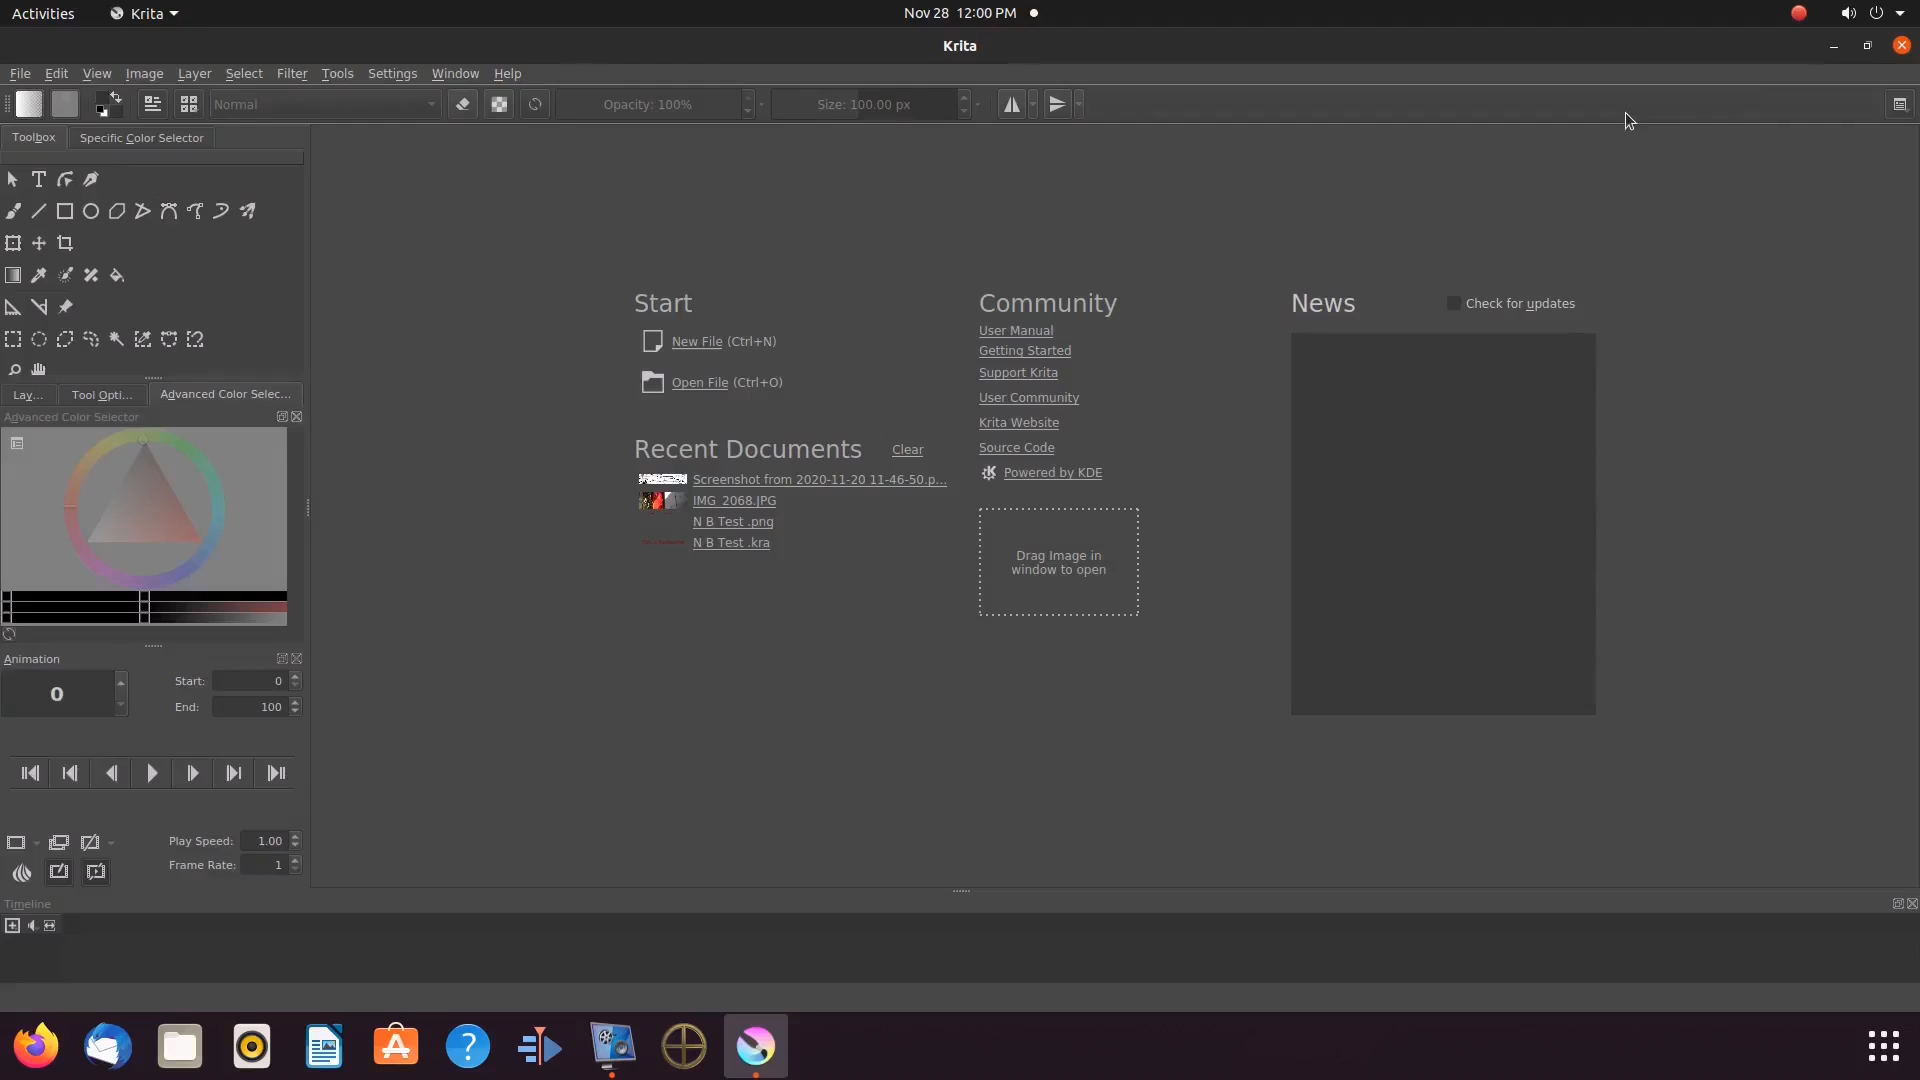 Activities Krita Nov 28 12:00 PM
Krita
File Edit View Image Layer Select Filter Tools Settings Window Help
Normal Opacity: 100% Size: 100.00 px
Toolbox Specific Color Selector
Start
New File (Ctrl+N)
Open File (Ctrl+O)
Recent Documents Clear
Screenshot from 2020-11-20 11-46-50.p...
IMG_2068.JPG
N B Test .png
N B Test .kra
Community
User Manual
Getting Started
Support Krita
User Community
Krita Website
Source Code
Powered by KDE
Drag Image in
window to open
News Check for updates
Lay... Tool Opti... Advanced Color Selec...
Advanced Color Selector
Animation
0 Start: 0
End: 100
Play Speed: 1.00
Frame Rate: 1
Timeline